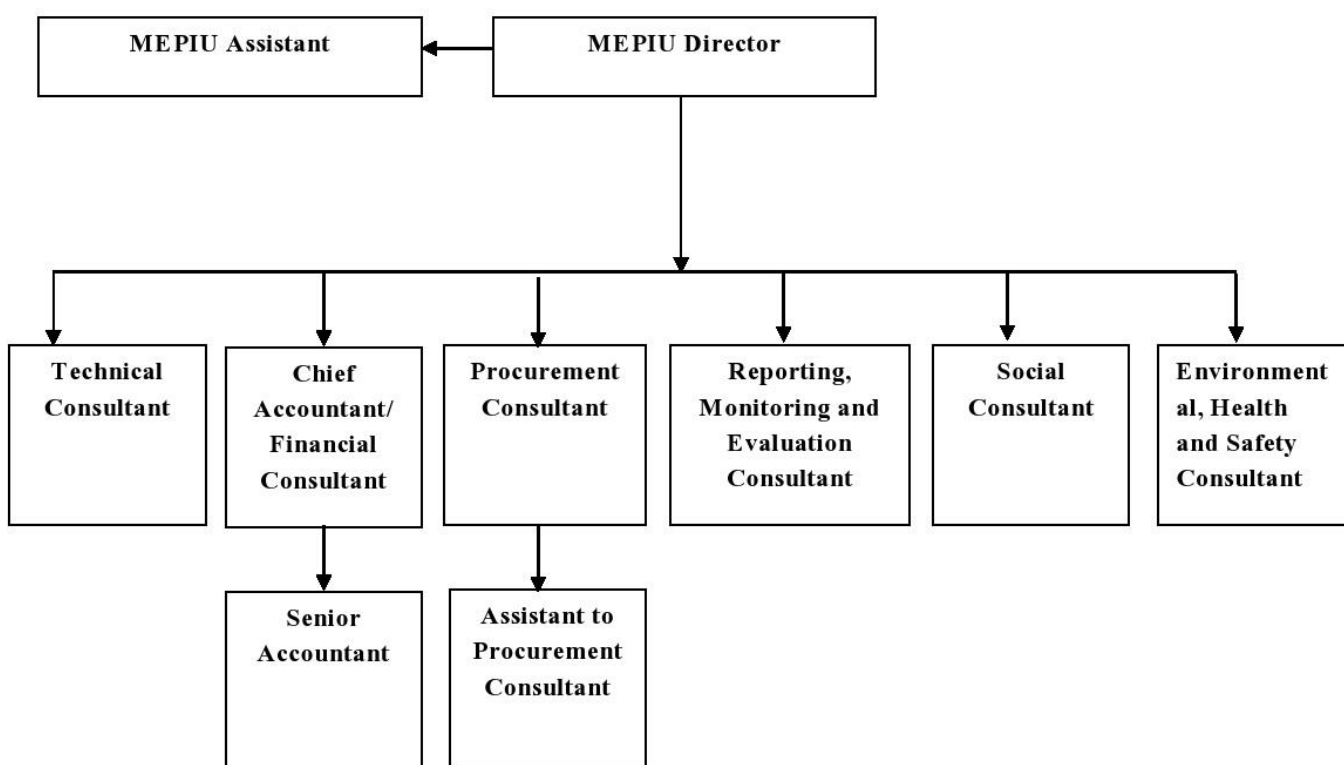 MEPIU Assistant
MEPIU Director
Technical
Consultant
Chief
Accountant/
Financial
Consultant
Procurement
Consultant
Reporting,
Monitoring and
Evaluation
Consultant
Social
Consultant
Environment
al, Health
and Safety
Consultant
Senior
Accountant
Assistant to
Procurement
Consultant